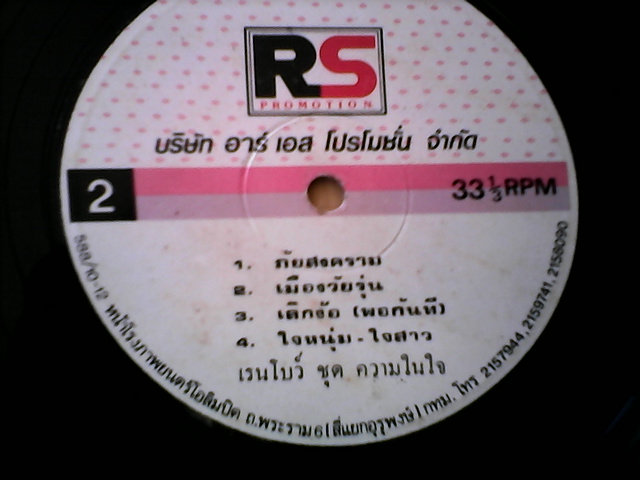 RS
PROMOTION
บริษัท อาร์ เอส โปรโมชั่น จำกัด
2
33 1/3 RPM
1. ภัยสงคราม
2. เมืองวัยรุ่น
3. เลิกง้อ (พอกันที)
4. ใจหนุ่ม - ใจสาว
เรนโบว์ ชุด ความในใจ
588/10-12 หน้าโรงภาพยนตร์โอลิมปิค ถ.พระราม 6 (สี่แยกอุรุพงษ์) กทม. โทร 2157944, 2159741, 2158090